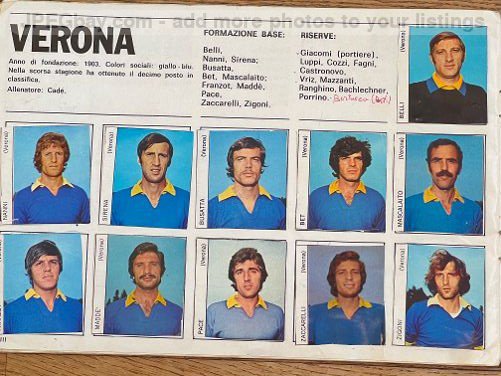 JPEGbay.com - add more photos to your listings
VERONA
Anno di fondazione: 1903. Colori sociali: giallo-blu.
Nella scorsa stagione ha ottenuto il decimo posto in
classifica.
Allenatore: Cadé.
FORMAZIONE BASE:
Belli,
Nanni, Sirena;
Busatta,
Bet, Mascalaito;
Franzot, Maddè,
Pace,
Zaccarelli, Zigoni.
RISERVE:
Giacomi (portiere),
Luppi, Cozzi, Fagni,
Castronovo,
Vriz, Mazzanti,
Ranghino, Bachlechner,
Porrino.
(Verona)
BELLI
(Verona)
NANNI
(Verona)
SIRENA
(Verona)
BUSATTA
(Verona)
BET
(Verona)
MASCALAITO
(Verona)
(Verona)
MADDE'
(Verona)
PACE
(Verona)
ZACCARELLI
(Verona)
ZIGONI